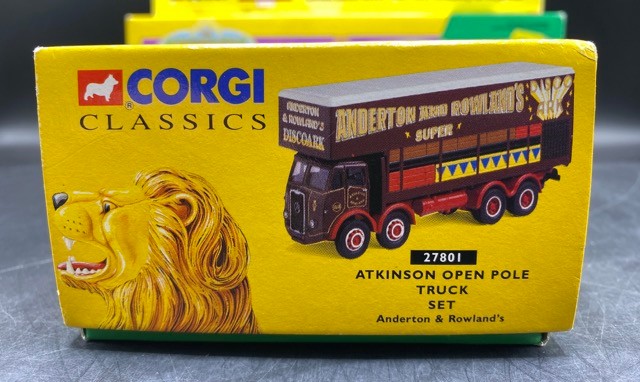 CORGI
CLASSICS
ANDERTON
& ROWLAND'S
DISCOARK
ANDERTON AND ROWLAND'S
SUPER
27801
ATKINSON OPEN POLE
TRUCK
SET
Anderton & Rowland's